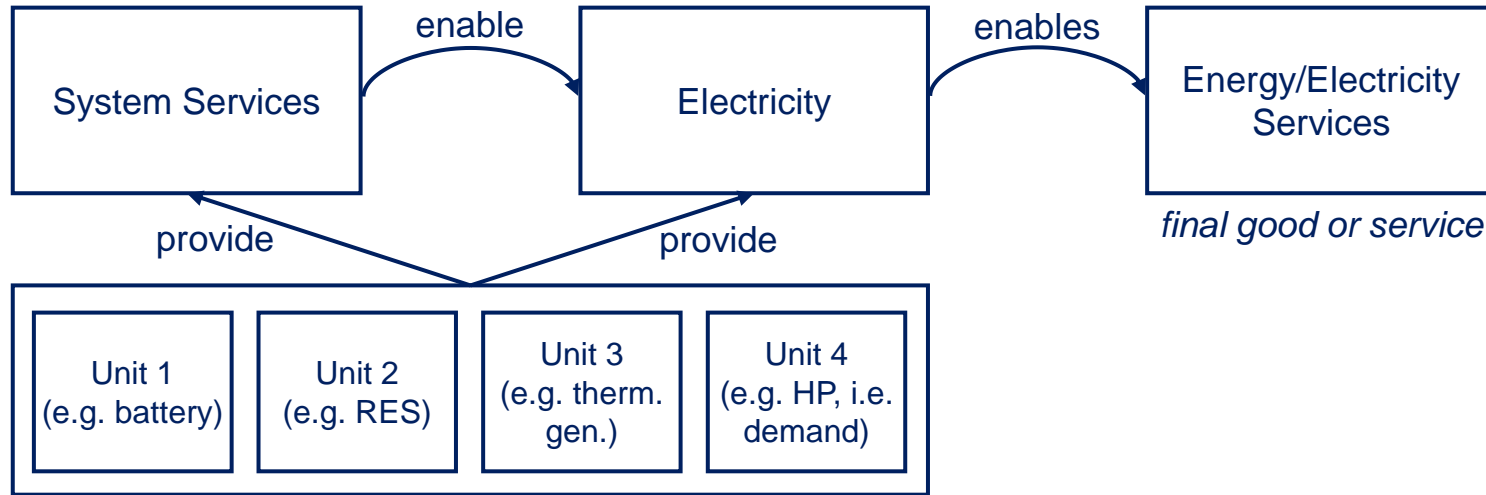 enable
enables
System Services
Electricity
Energy/Electricity
Services
provide
provide
final good or service
Unit 1
(e.g. battery)
Unit 2
(e.g. RES)
Unit 3
(e.g. therm.
gen.)
Unit 4
(e.g. HP, i.e.
demand)